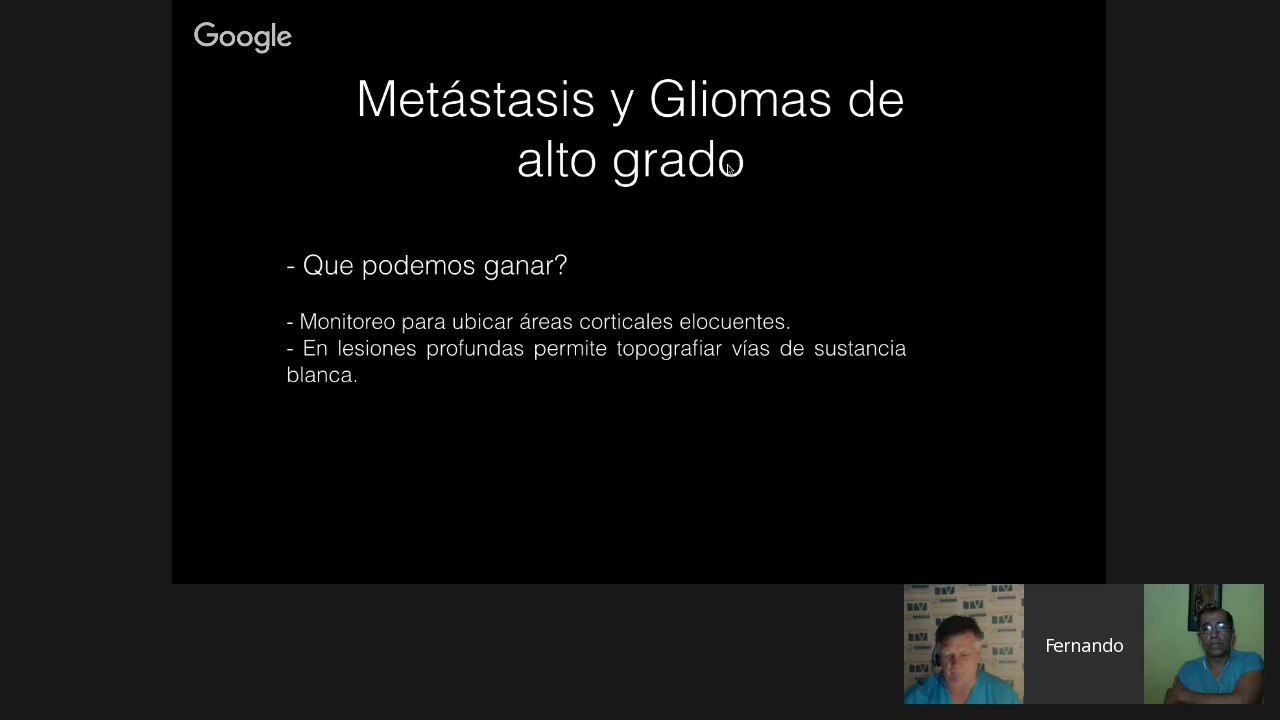 Google
Metástasis y Gliomas de
alto grado
- Que podemos ganar?
- Monitoreo para ubicar áreas corticales elocuentes.
- En lesiones profundas permite topografiar vías de sustancia
blanca.
Fernando